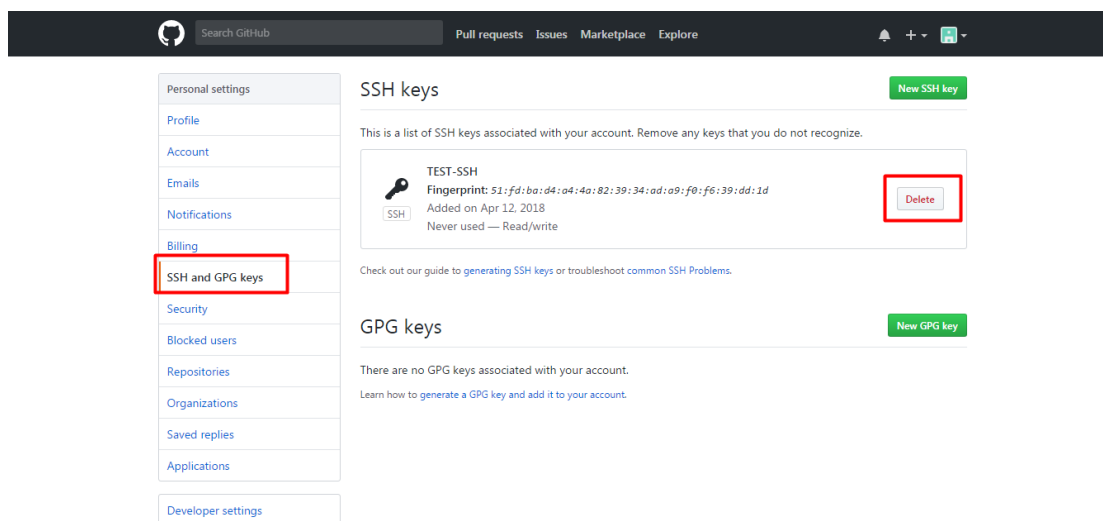 Search GitHub
Pull requests Issues Marketplace Explore
Personal settings
Profile
Account
Emails
Notifications
Billing
SSH and GPG keys
Security
Blocked users
Repositories
Organizations
Saved replies
Applications
Developer settings
SSH keys
New SSH key
This is a list of SSH keys associated with your account. Remove any keys that you do not recognize.
TEST-SSH
Fingerprint: 51:fd:ba:d4:a4:4a:82:39:34:ad:a9:f0:f6:39:dd:1d
Added on Apr 12, 2018
Never used — Read/write
SSH
Delete
Check out our guide to generating SSH keys or troubleshoot common SSH Problems.
GPG keys
New GPG key
There are no GPG keys associated with your account.
Learn how to generate a GPG key and add it to your account.